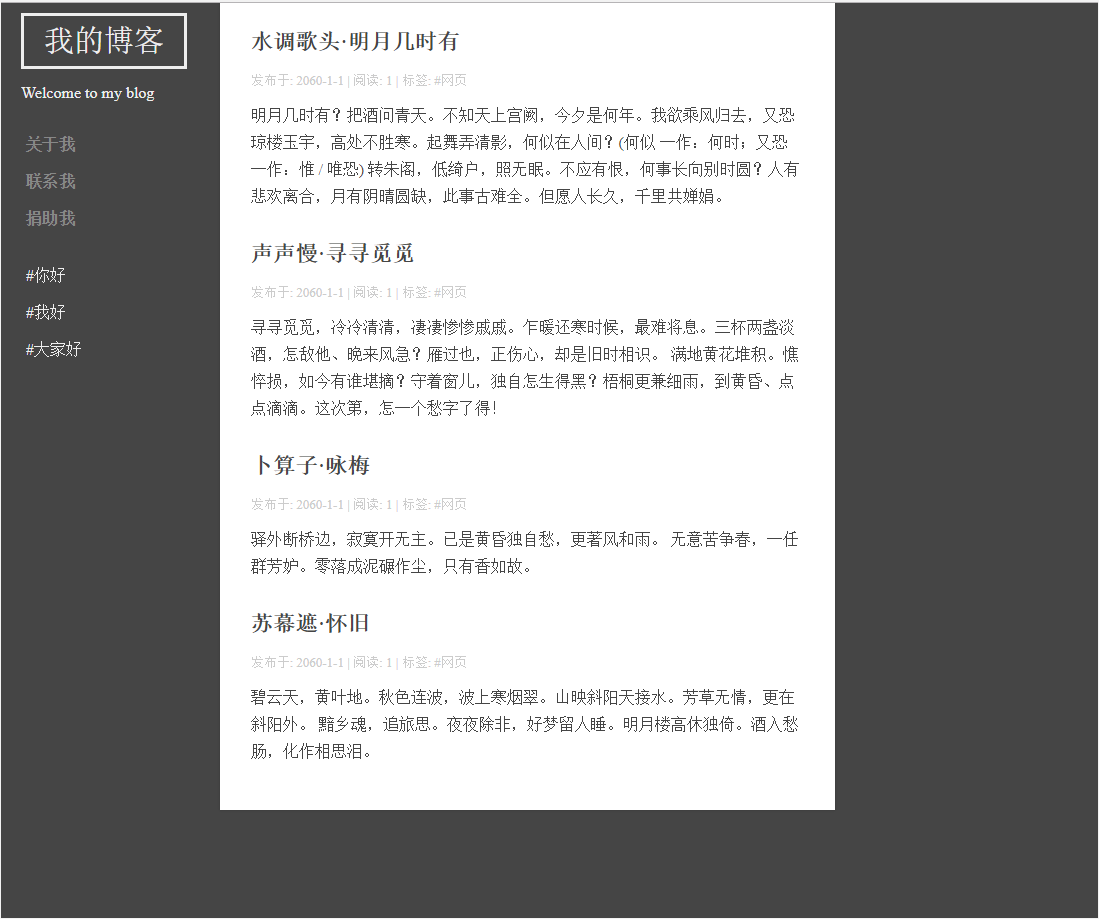 我的博客
Welcome to my blog
关于我
联系我
捐助我
#你好
#我好
#大家好
水调歌头·明月几时有
发布于: 2060-1-1 | 阅读: 1 | 标签: #网页
明月几时有？把酒问青天。不知天上宫阙，今夕是何年。我欲乘风归去，又恐
琼楼玉宇，高处不胜寒。起舞弄清影，何似在人间？(何似 一作：何时；又恐
一作：惟 / 唯恐) 转朱阁，低绮户，照无眠。不应有恨，何事长向别时圆？人有
悲欢离合，月有阴晴圆缺，此事古难全。但愿人长久，千里共婵娟。
声声慢·寻寻觅觅
发布于: 2060-1-1 | 阅读: 1 | 标签: #网页
寻寻觅觅，冷冷清清，凄凄惨惨戚戚。乍暖还寒时候，最难将息。三杯两盏淡
酒，怎敌他、晚来风急？雁过也，正伤心，却是旧时相识。 满地黄花堆积。憔
悴损，如今有谁堪摘？守着窗儿，独自怎生得黑？梧桐更兼细雨，到黄昏、点
点滴滴。这次第，怎一个愁字了得！
卜算子·咏梅
发布于: 2060-1-1 | 阅读: 1 | 标签: #网页
驿外断桥边，寂寞开无主。已是黄昏独自愁，更著风和雨。 无意苦争春，一任
群芳妒。零落成泥碾作尘，只有香如故。
苏幕遮·怀旧
发布于: 2060-1-1 | 阅读: 1 | 标签: #网页
碧云天，黄叶地。秋色连波，波上寒烟翠。山映斜阳天接水。芳草无情，更在
斜阳外。 黯乡魂，追旅思。夜夜除非，好梦留人睡。明月楼高休独倚。酒入愁
肠，化作相思泪。